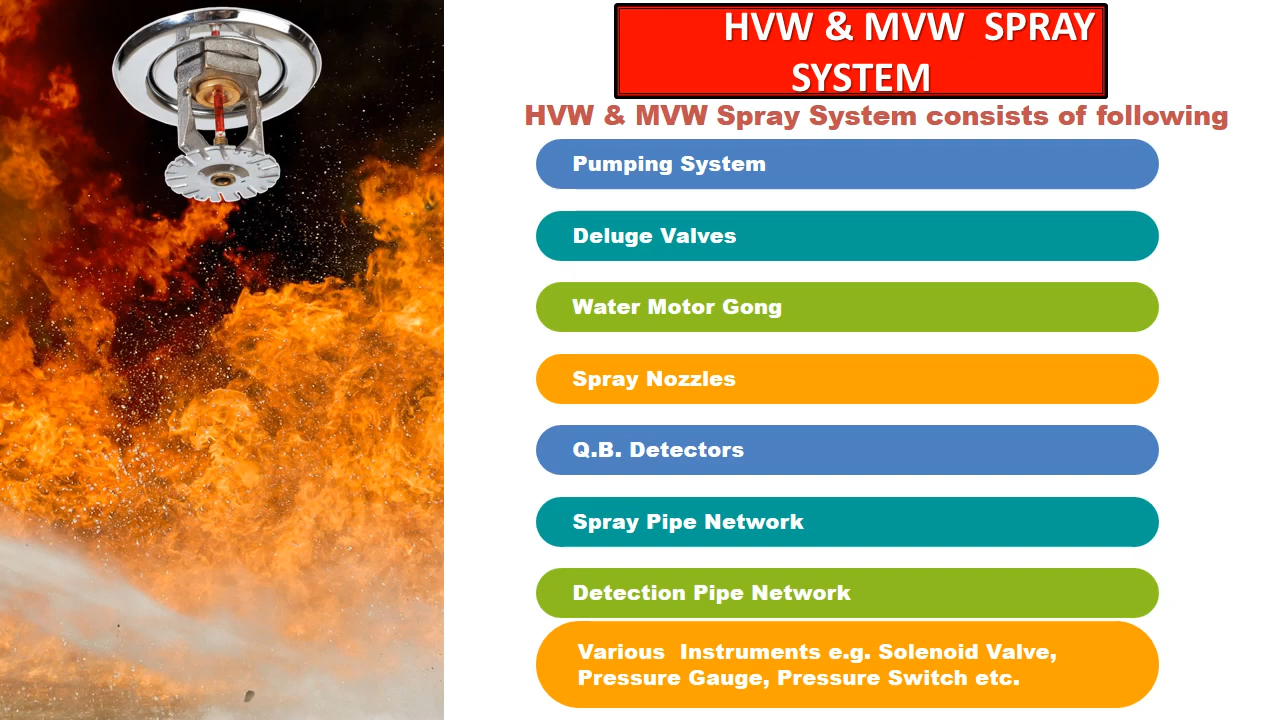 HVW & MVW SPRAY
SYSTEM
HVW & MVW Spray System consists of following
Pumping System
Deluge Valves
Water Motor Gong
Spray Nozzles
Q.B. Detectors
Spray Pipe Network
Detection Pipe Network
Various Instruments e.g. Solenoid Valve,
Pressure Gauge, Pressure Switch etc.